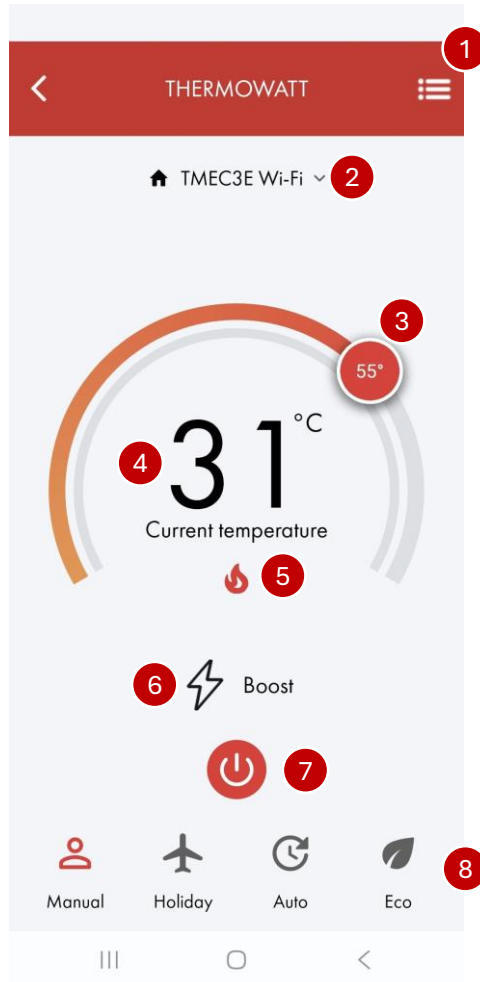 1
THERMOWATT
TMEC3E Wi-Fi 2
3
55°
4 31 °C
Current temperature
5
6 Boost
7
8
Manual Holiday Auto Eco